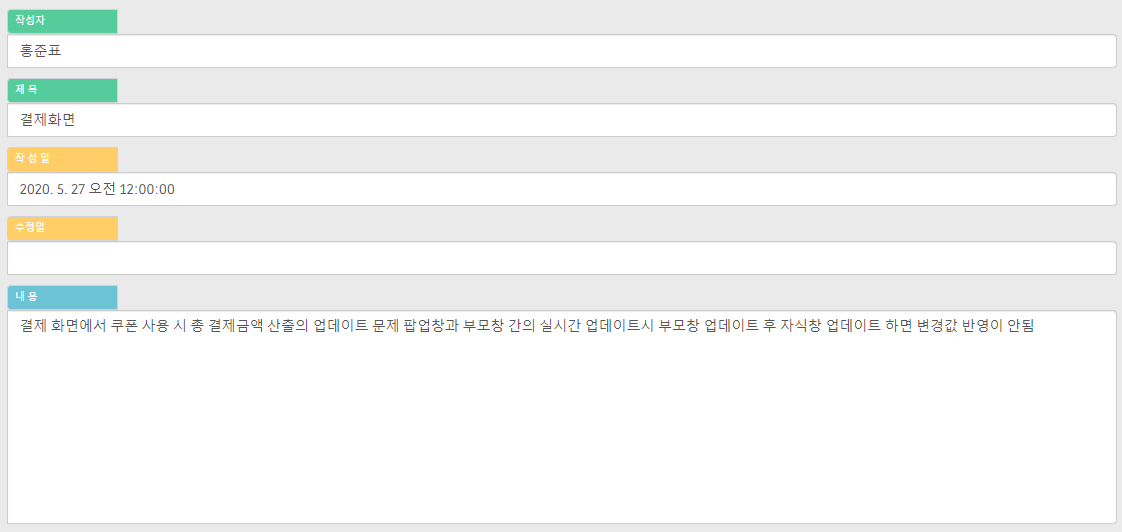 작성자
홍준표
제 목
결제화면
작 성 일
2020. 5. 27 오전 12:00:00
수정일
내 용
결제 화면에서 쿠폰 사용 시 총 결제금액 산출의 업데이트 문제 팝업창과 부모창 간의 실시간 업데이트시 부모창 업데이트 후 자식창 업데이트 하면 변경값 반영이 안됨